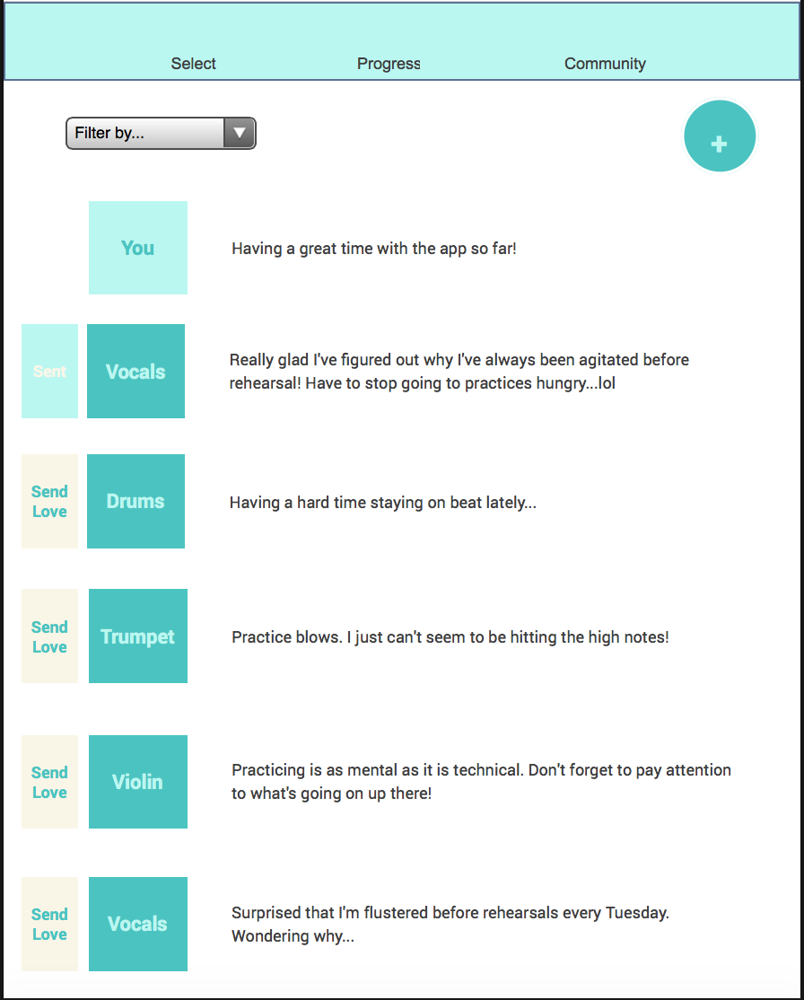 Select Progress Community
Filter by...
+
You
Having a great time with the app so far!
Sent
Vocals
Really glad I've figured out why I've always been agitated before
rehearsal! Have to stop going to practices hungry...lol
Send
Love
Drums
Having a hard time staying on beat lately...
Send
Love
Trumpet
Practice blows. I just can't seem to be hitting the high notes!
Send
Love
Violin
Practicing is as mental as it is technical. Don't forget to pay attention
to what's going on up there!
Send
Love
Vocals
Surprised that I'm flustered before rehearsals every Tuesday.
Wondering why...